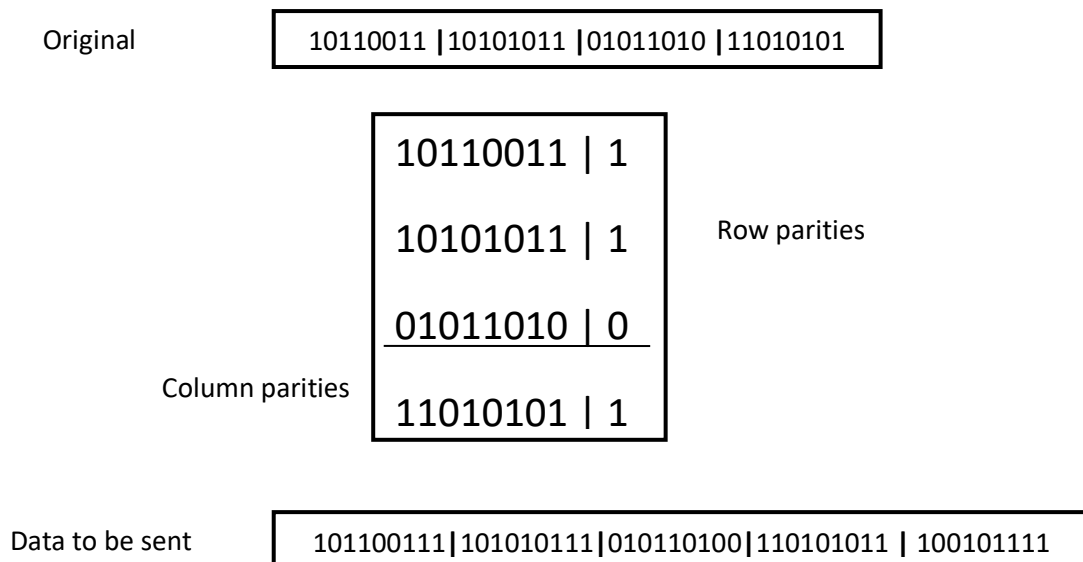 Original 10110011 |10101011 |01011010 |11010101
10110011 | 1
10101011 | 1
Row parities
01011010 | 0
Column parities
11010101 | 1
Data to be sent 101100111|101010111|010110100|110101011 | 100101111